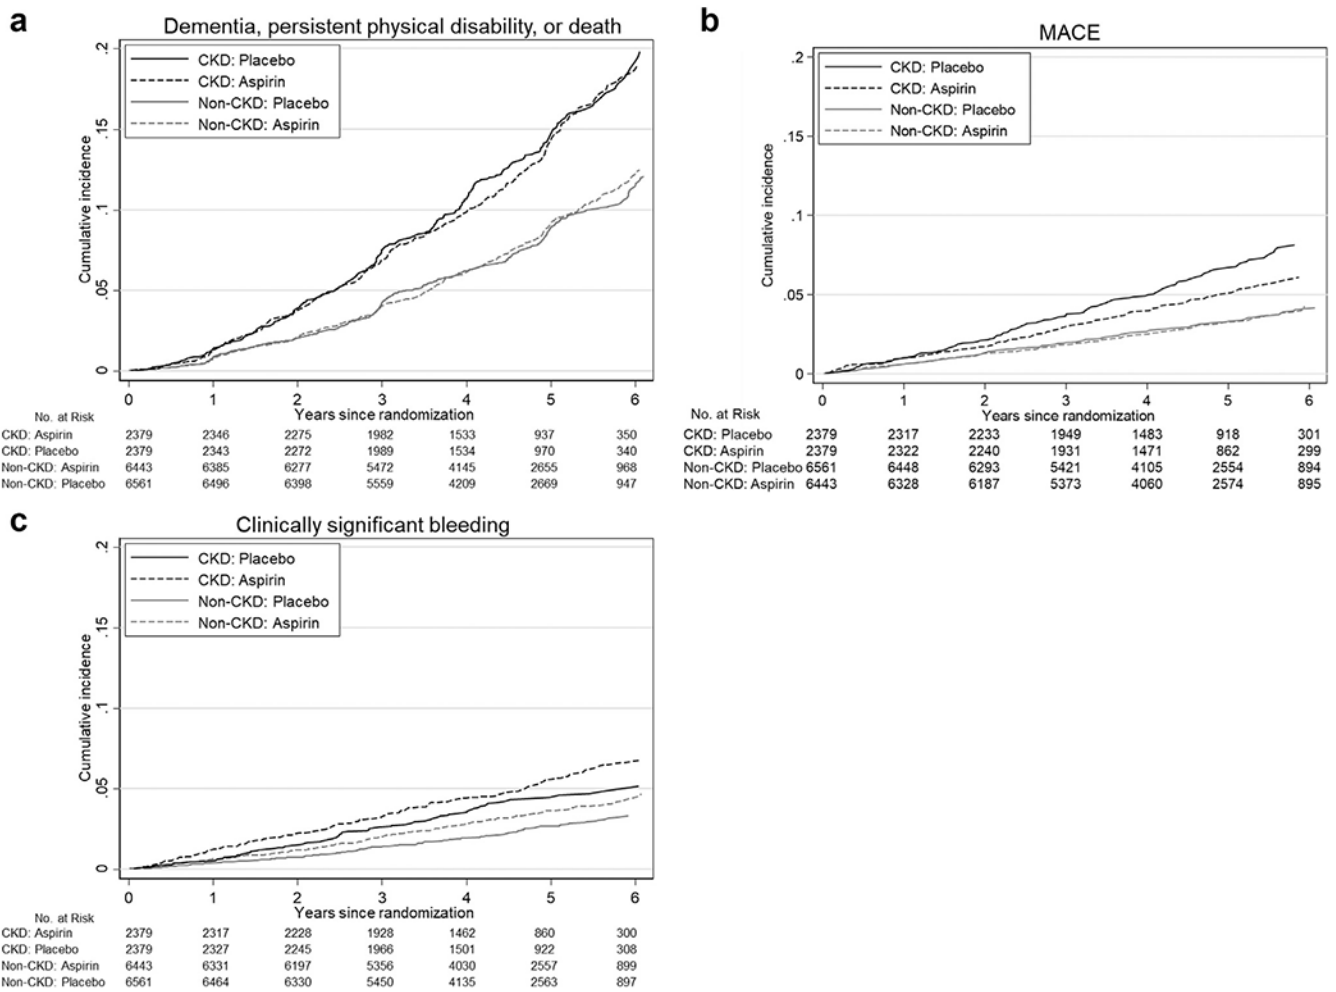 a
Dementia, persistent physical disability, or death
.2
.15
.1
.05
0
Cumulative incidence
CKD: Placebo
CKD: Aspirin
Non-CKD: Placebo
Non-CKD: Aspirin
0 1 2 3 4 5 6
Years since randomization
No. at Risk
CKD: Aspirin 2379 2346 2275 1982 1533 937 350
CKD: Placebo 2379 2343 2272 1989 1534 970 340
Non-CKD: Aspirin 6443 6385 6277 5472 4145 2655 968
Non-CKD: Placebo 6561 6496 6398 5559 4209 2669 947
b
MACE
.2
.15
.1
.05
0
Cumulative incidence
CKD: Placebo
CKD: Aspirin
Non-CKD: Placebo
Non-CKD: Aspirin
0 1 2 3 4 5 6
Years since randomization
No. at Risk
CKD: Placebo 2379 2317 2233 1949 1483 918 301
CKD: Aspirin 2379 2322 2240 1931 1471 862 299
Non-CKD: Placebo 6561 6448 6293 5421 4105 2554 894
Non-CKD: Aspirin 6443 6328 6187 5373 4060 2574 895
c
Clinically significant bleeding
.2
.15
.1
.05
0
Cumulative incidence
CKD: Placebo
CKD: Aspirin
Non-CKD: Placebo
Non-CKD: Aspirin
0 1 2 3 4 5 6
Years since randomization
No. at Risk
CKD: Aspirin 2379 2317 2228 1928 1462 860 300
CKD: Placebo 2379 2327 2245 1966 1501 922 308
Non-CKD: Aspirin 6443 6331 6197 5356 4030 2557 899
Non-CKD: Placebo 6561 6464 6330 5450 4135 2563 897